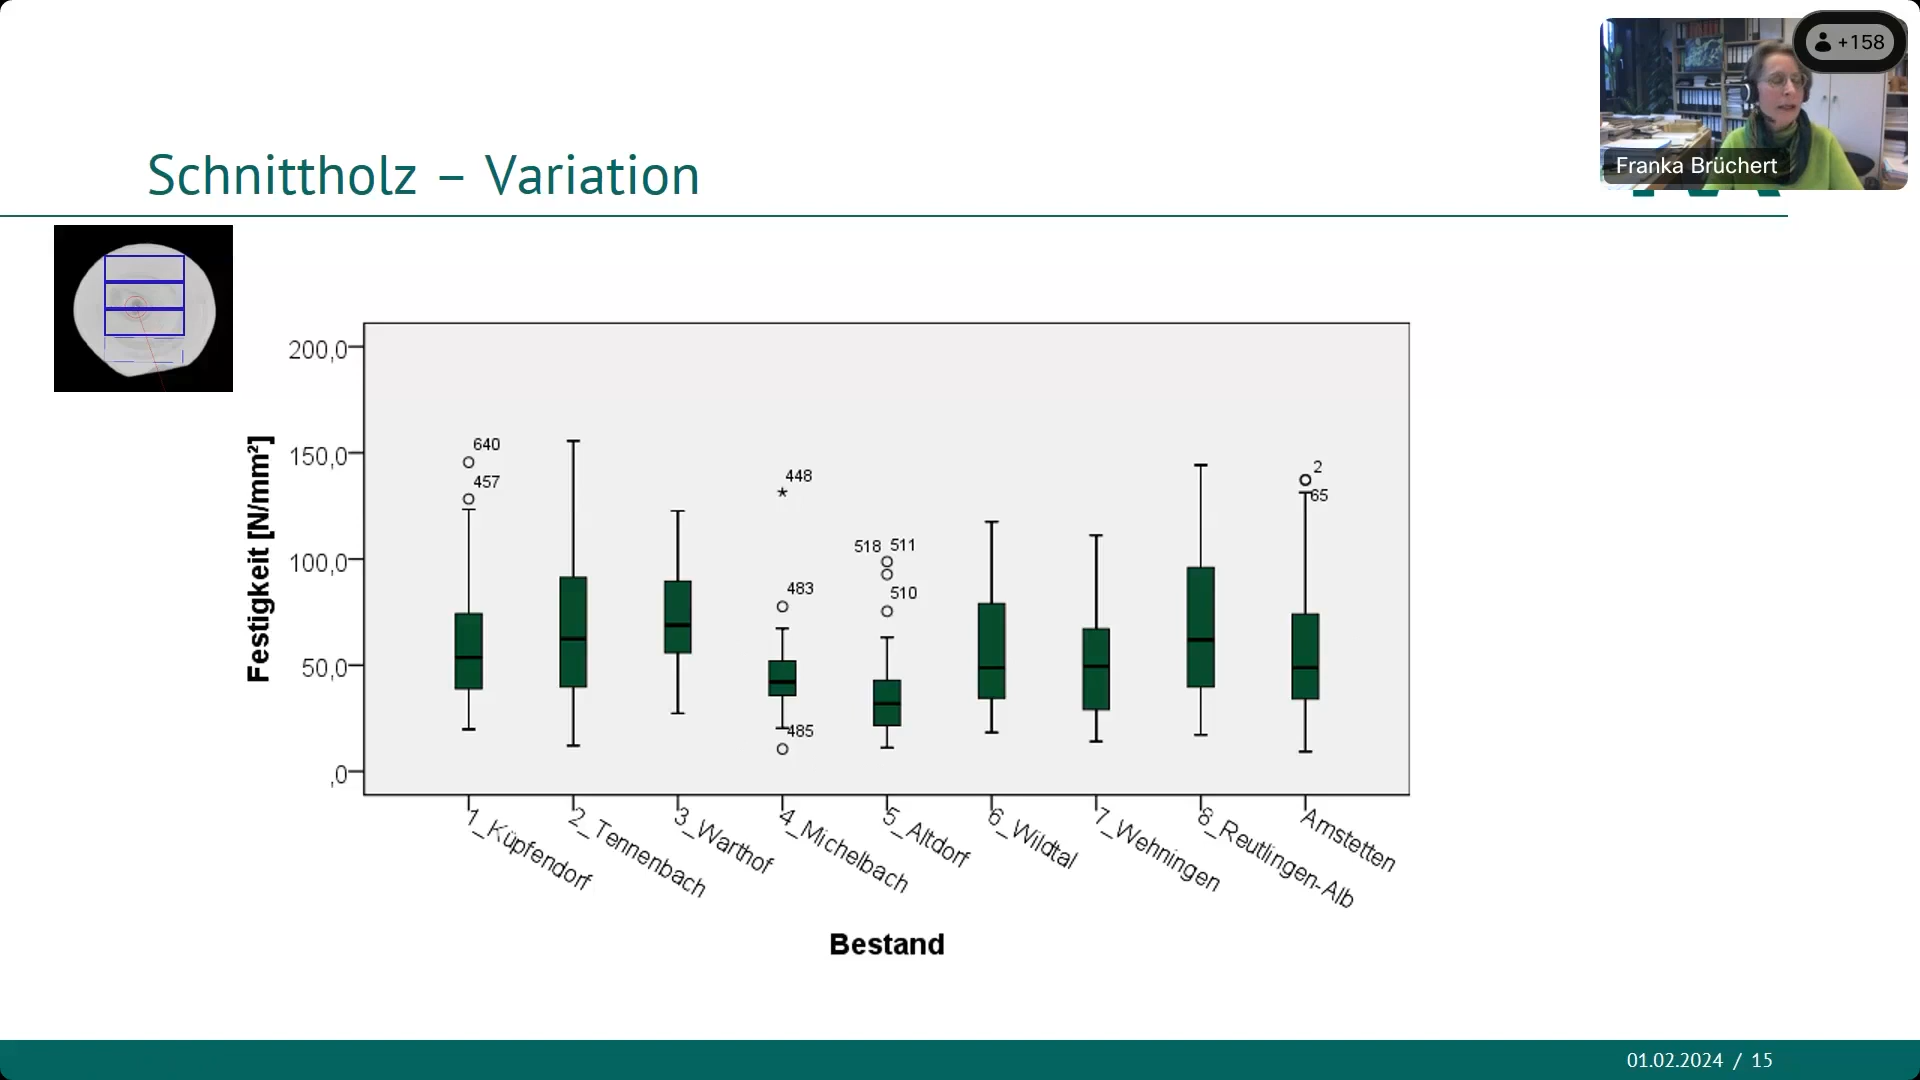 +158
Franka Brüchert
Schnittholz – Variation
Festigkeit [N/mm²]
200,0
150,0
100,0
50,0
,0
640
457
448
483
485
518 511
510
2
65
1_Küpfendorf
2_Tennenbach
3_Warthof
4_Michelbach
5_Altdorf
6_Wildtal
7_Wehningen
8_Reutlingen-Alb
Amstetten
Bestand
01.02.2024 / 15